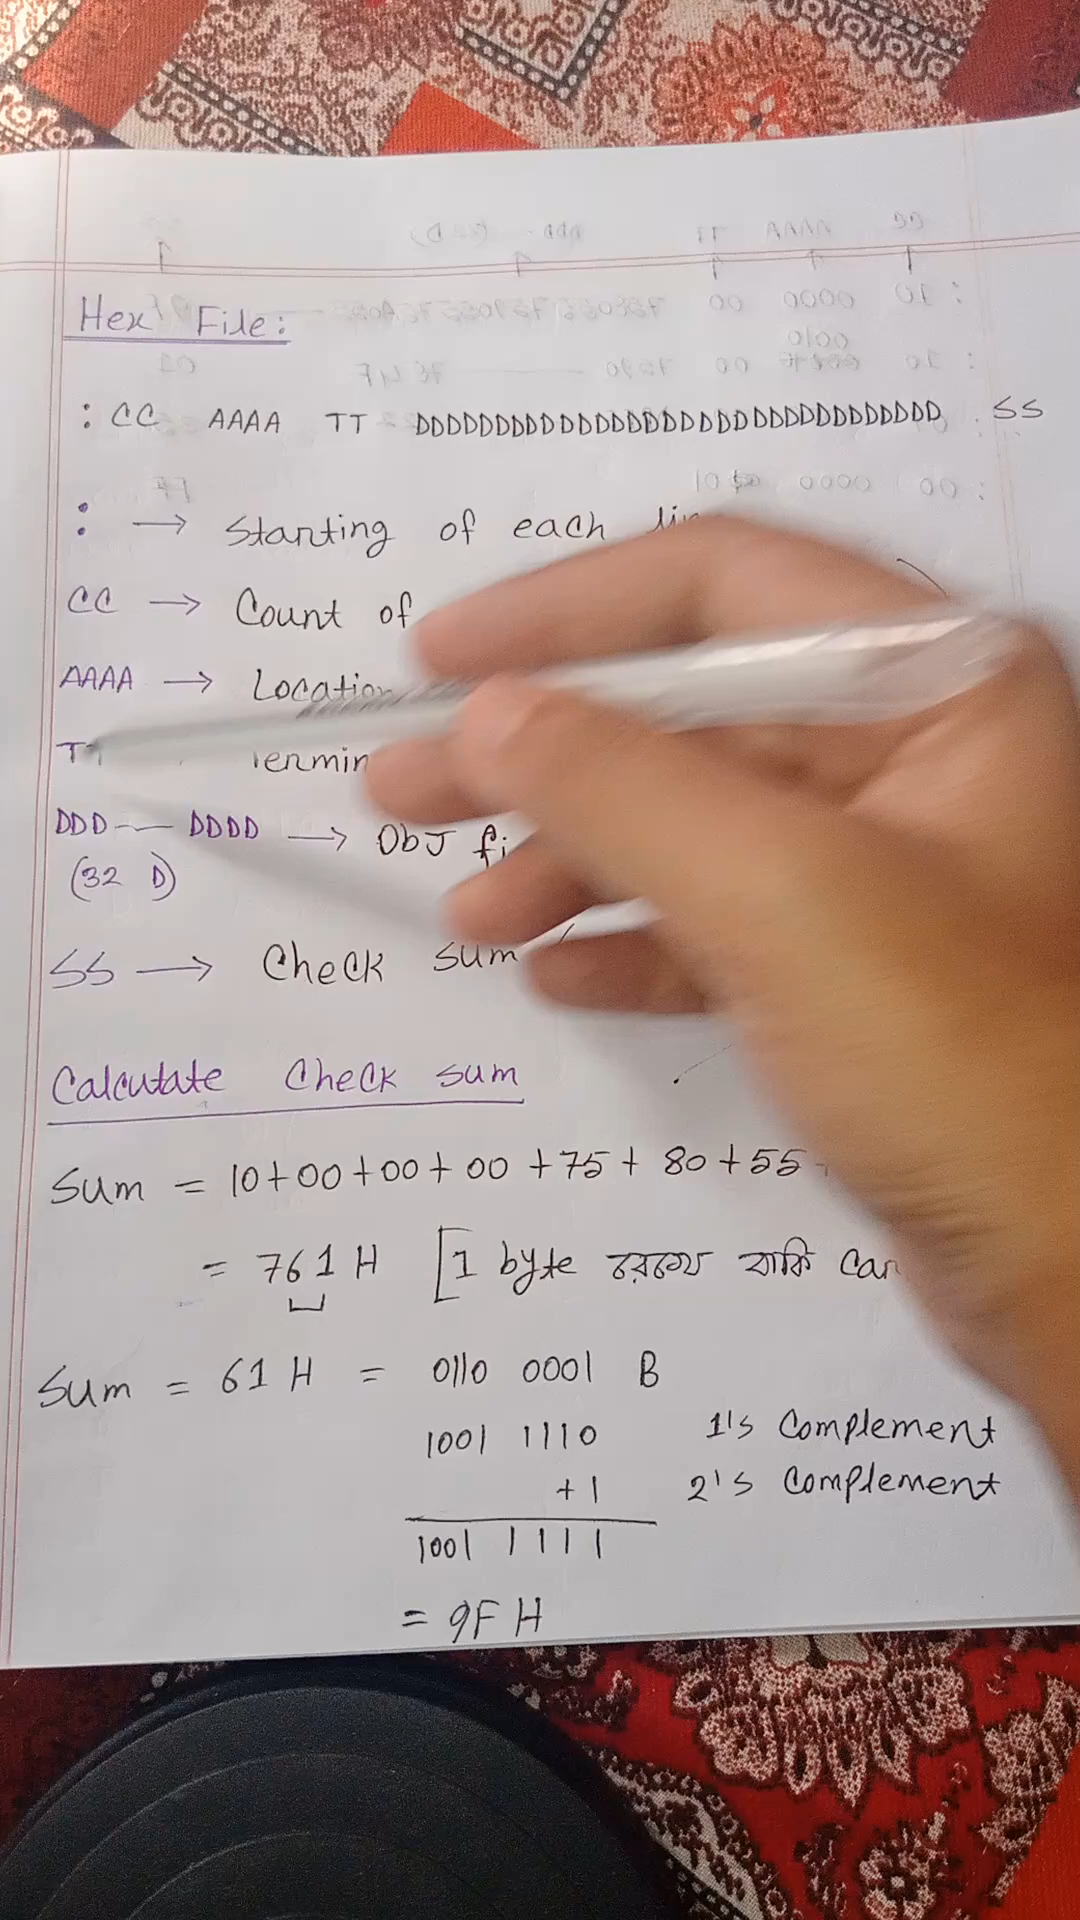 Hex File:
: CC AAAA TT DDDDDDDDDDDDDDDDDDDDDDDDDDDDDDDD SS
: → Starting of each
CC → Count of
AAAA → Location
TT
DDD — DDDD → ObJ
(32 D)
SS → Check sum
Calculate Check sum
Sum = 10+00+00+00+75+80+55
= 761 H [1 byte
Sum = 61 H = 0110 0001 B
1001 1110 1's Complement
+1 2's Complement
1001 1111
= 9F H